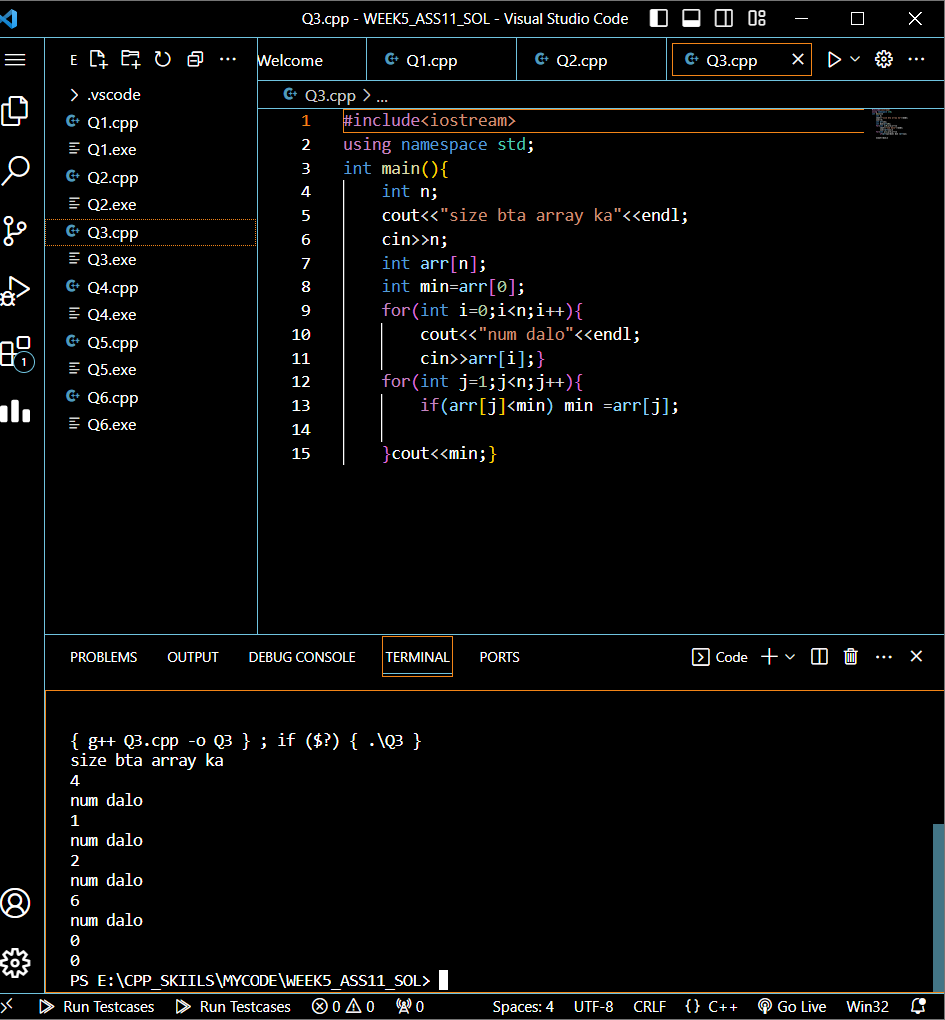 Q3.cpp - WEEK5_ASS11_SOL - Visual Studio Code
E
Welcome
Q1.cpp
Q2.cpp
Q3.cpp
.vscode
Q1.cpp
Q1.exe
Q2.cpp
Q2.exe
Q3.cpp
Q3.exe
Q4.cpp
Q4.exe
Q5.cpp
Q5.exe
Q6.cpp
Q6.exe
1
Q3.cpp > ...
1 #include<iostream>
2 using namespace std;
3 int main(){
4     int n;
5     cout<<"size bta array ka"<<endl;
6     cin>>n;
7     int arr[n];
8     int min=arr[0];
9     for(int i=0;i<n;i++){
10         cout<<"num dalo"<<endl;
11         cin>>arr[i];}
12     for(int j=1;j<n;j++){
13         if(arr[j]<min) min =arr[j];
14
15     }cout<<min;}
PROBLEMS OUTPUT DEBUG CONSOLE TERMINAL PORTS
Code
{ g++ Q3.cpp -o Q3 } ; if ($?) { .\Q3 }
size bta array ka
4
num dalo
1
num dalo
2
num dalo
6
num dalo
0
0
PS E:\CPP_SKIILS\MYCODE\WEEK5_ASS11_SOL>
Run Testcases Run Testcases 0 0 0 Spaces: 4 UTF-8 CRLF {} C++ Go Live Win32